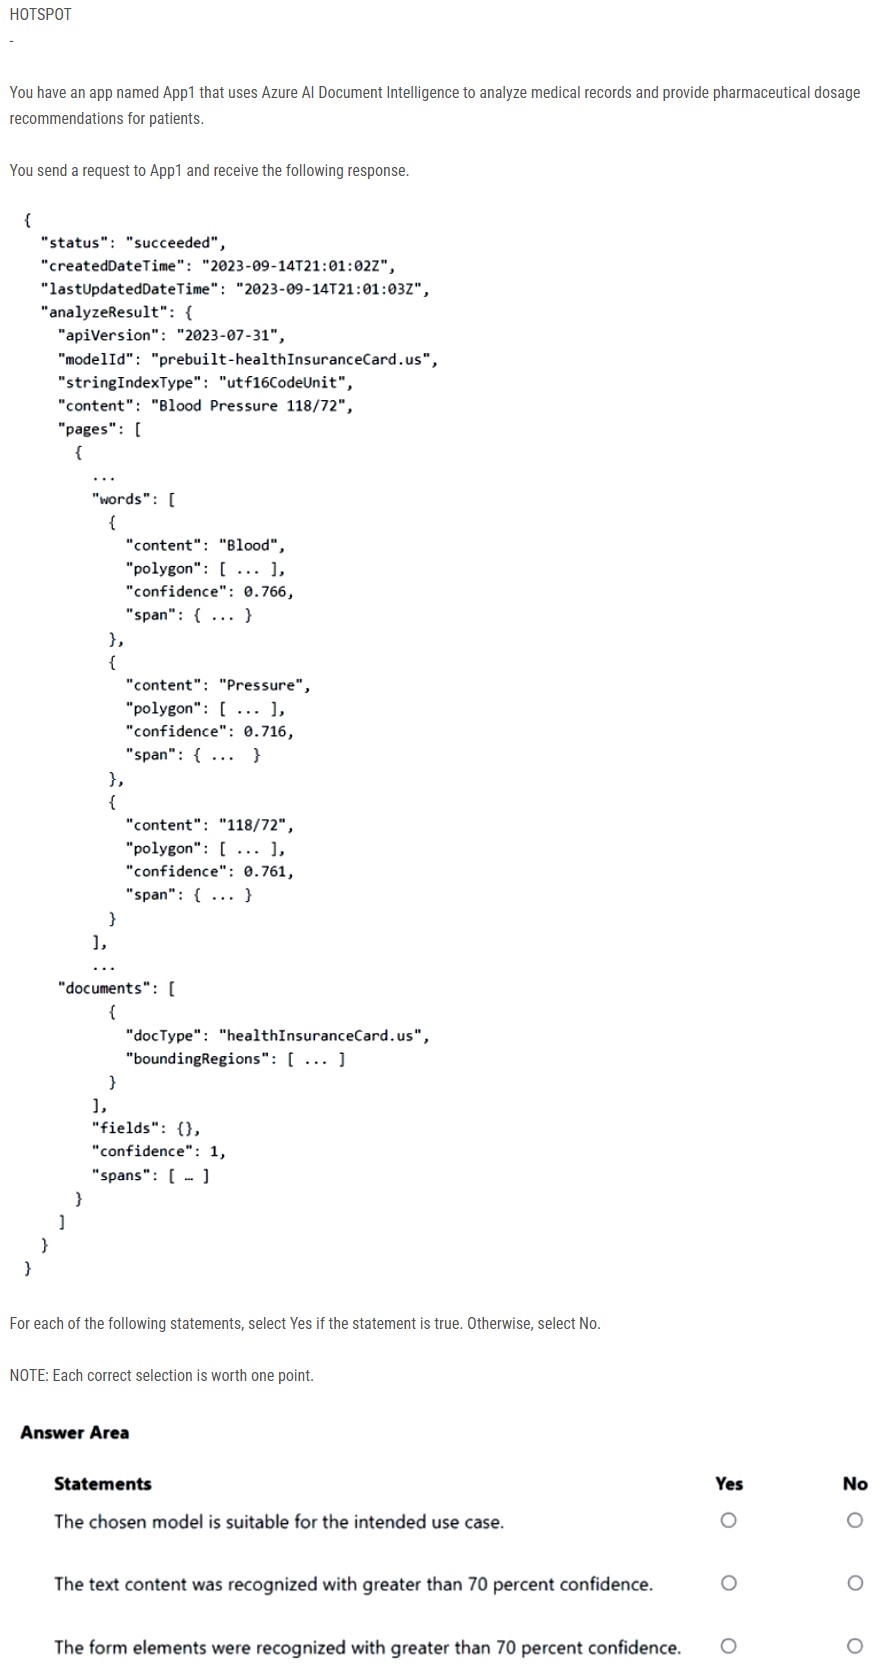 HOTSPOT
-
You have an app named App1 that uses Azure AI Document Intelligence to analyze medical records and provide pharmaceutical dosage
recommendations for patients.
You send a request to App1 and receive the following response.
{
"status": "succeeded",
"createdDateTime": "2023-09-14T21:01:02Z",
"lastUpdatedDateTime": "2023-09-14T21:01:03Z",
"analyzeResult": {
"apiVersion": "2023-07-31",
"modelId": "prebuilt-healthInsuranceCard.us",
"stringIndexType": "utf16CodeUnit",
"content": "Blood Pressure 118/72",
"pages": [
{
...
"words": [
{
"content": "Blood",
"polygon": [ ... ],
"confidence": 0.766,
"span": { ... }
},
{
"content": "Pressure",
"polygon": [ ... ],
"confidence": 0.716,
"span": { ... }
},
{
"content": "118/72",
"polygon": [ ... ],
"confidence": 0.761,
"span": { ... }
}
],
...
"documents": [
{
"docType": "healthInsuranceCard.us",
"boundingRegions": [ ... ]
}
],
"fields": {},
"confidence": 1,
"spans": [ … ]
}
]
}
}
For each of the following statements, select Yes if the statement is true. Otherwise, select No.
NOTE: Each correct selection is worth one point.
Answer Area
Statements Yes No
The chosen model is suitable for the intended use case.
The text content was recognized with greater than 70 percent confidence.
The form elements were recognized with greater than 70 percent confidence.